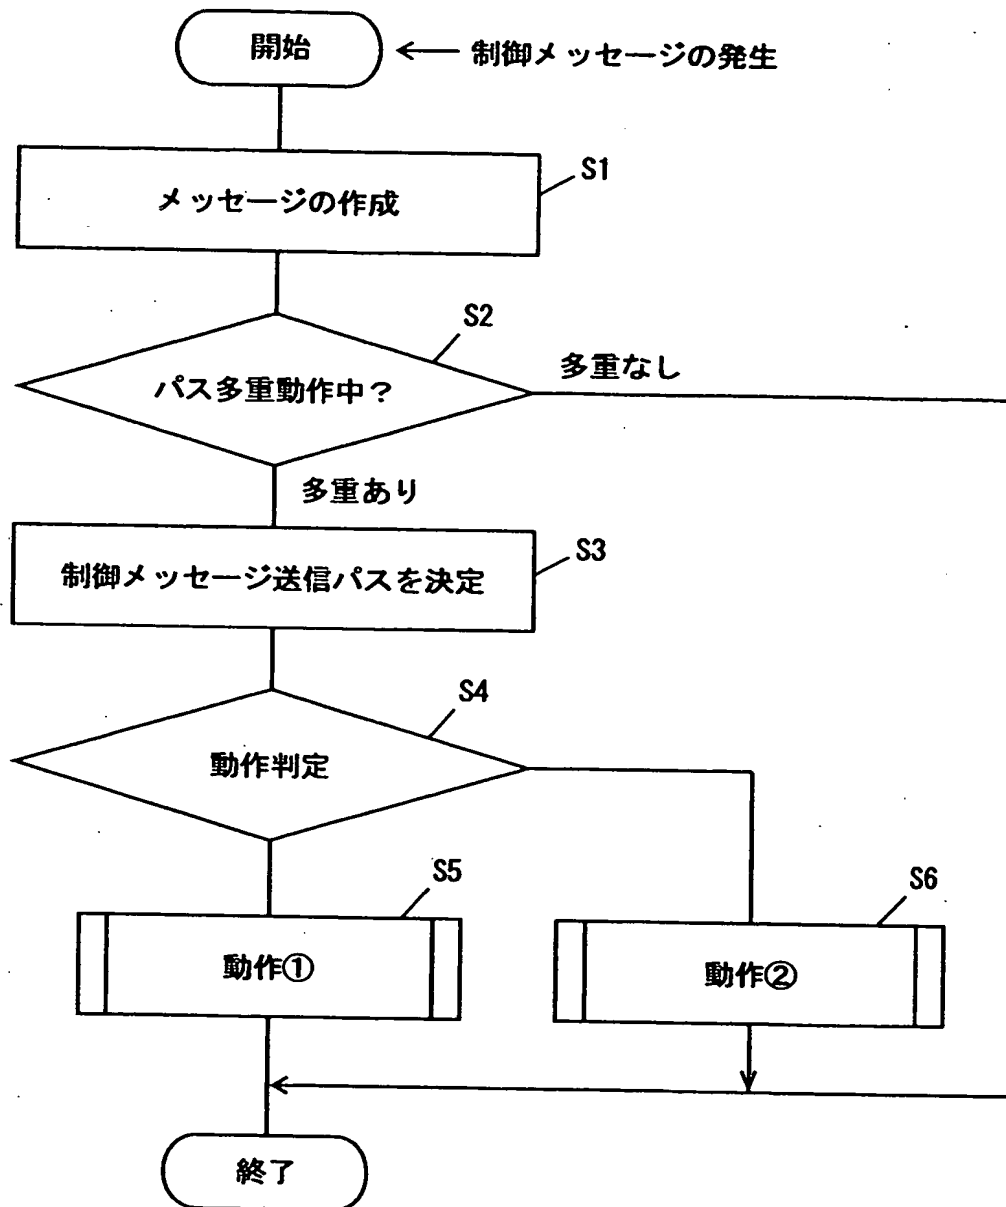 開始
制御メッセージの発生
S1
メッセージの作成
S2
パス多重動作中？
多重なし
多重あり
S3
制御メッセージ送信パスを決定
S4
動作判定
S5
動作①
S6
動作②
終了